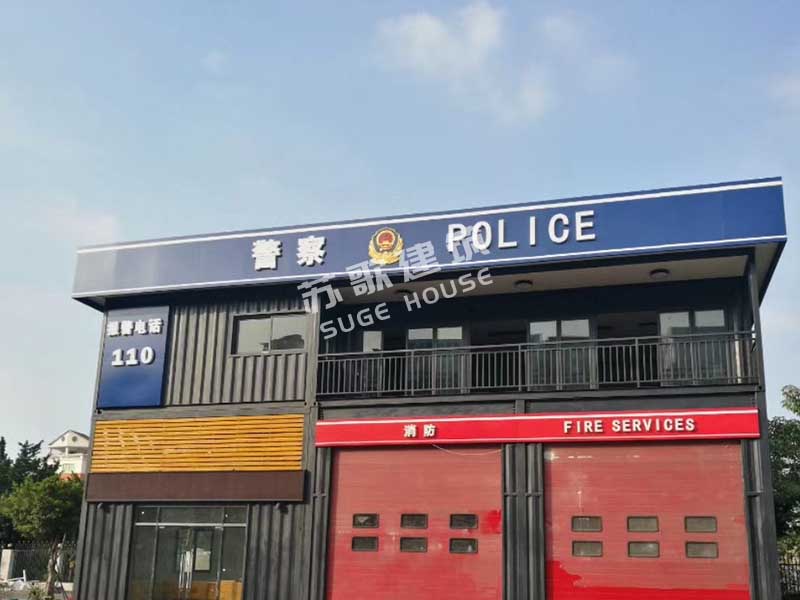 警察 POLICE
苏歌建筑
SUGE HOUSE
报警电话
110
消防 FIRE SERVICES